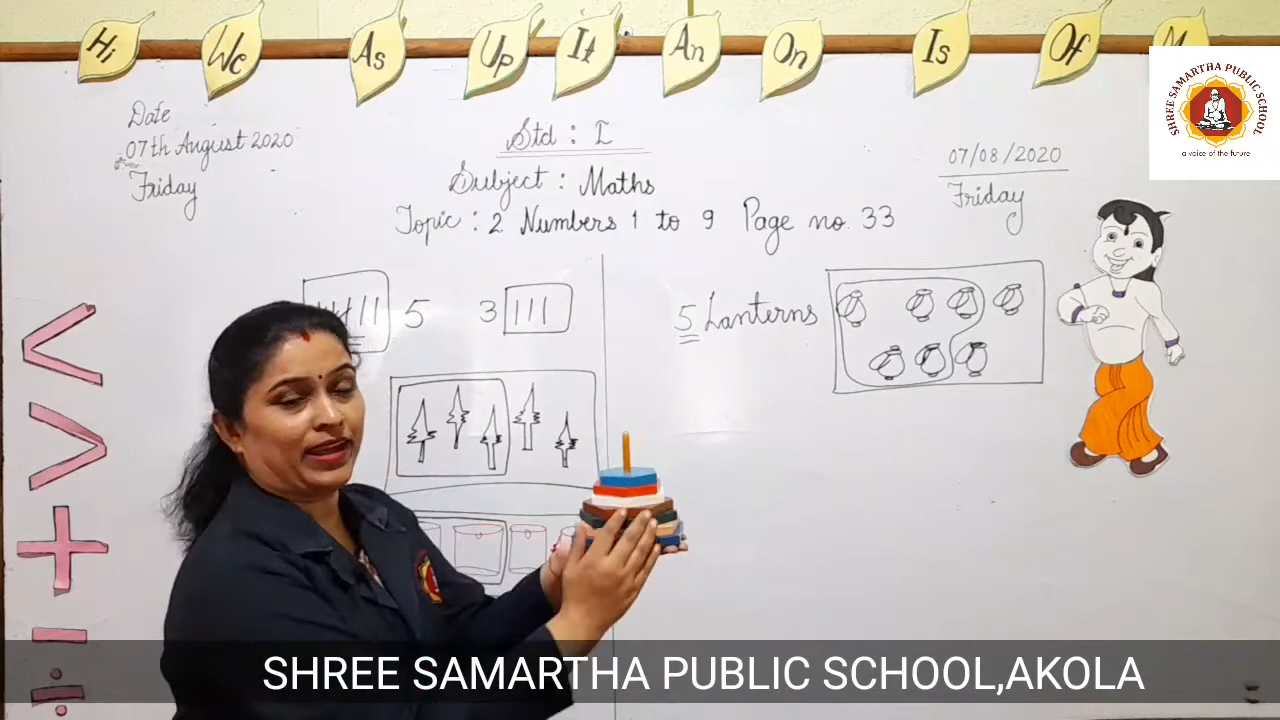 Hi
We
As
Up
It
An
On
Is
Of
SHREE SAMARTHA PUBLIC SCHOOL
a voice of the future
Date
07th August 2020
Friday
Std : I
Subject : Maths
Topic : 2 Numbers 1 to 9 Page no. 33
07/08/2020
Friday
5 3
5 Lanterns
SHREE SAMARTHA PUBLIC SCHOOL,AKOLA